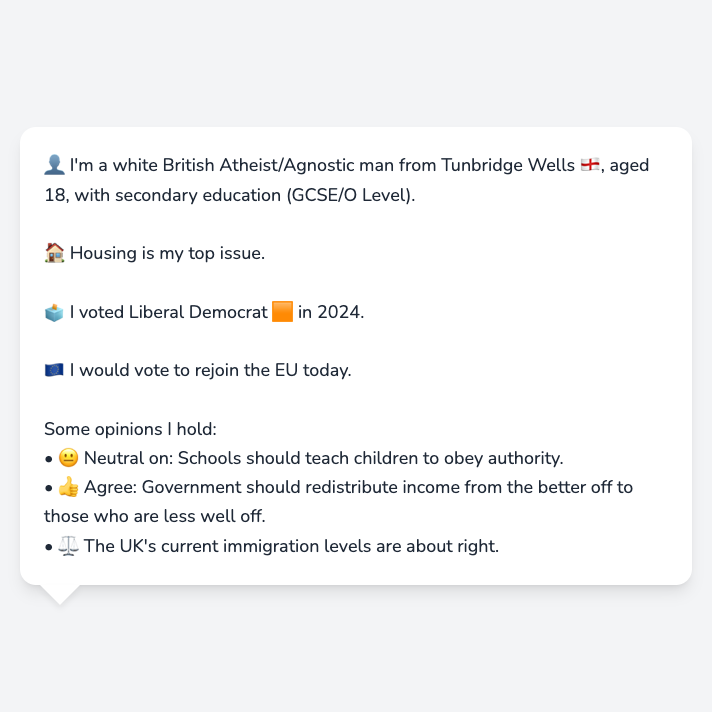 👤 I'm a white British Atheist/Agnostic man from Tunbridge Wells 🏴󠁧󠁢󠁥󠁮󠁧󠁿, aged
18, with secondary education (GCSE/O Level).
🏠 Housing is my top issue.
🗳️ I voted Liberal Democrat 🟧 in 2024.
🇪🇺 I would vote to rejoin the EU today.
Some opinions I hold:
• 😐 Neutral on: Schools should teach children to obey authority.
• 👍 Agree: Government should redistribute income from the better off to
those who are less well off.
• ⚖️ The UK's current immigration levels are about right.